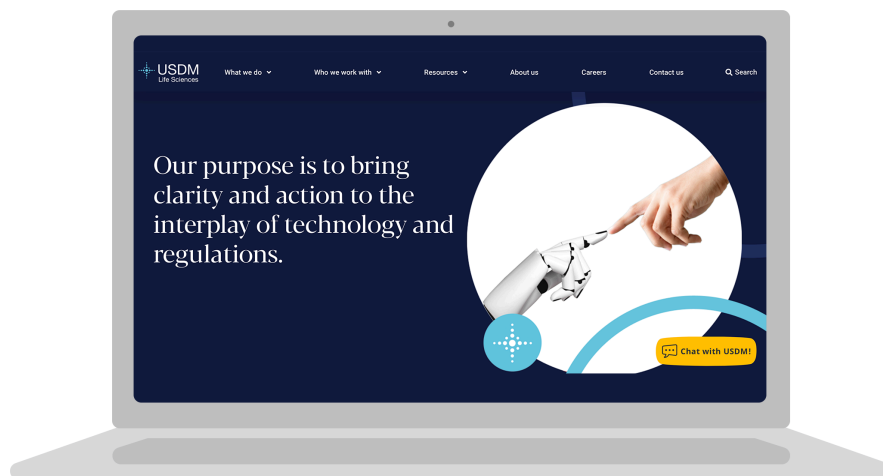 USDM
Life Sciences
What we do
Who we work with
Resources
About us
Careers
Contact us
Search
Our purpose is to bring
clarity and action to the
interplay of technology and
regulations.
Chat with USDM!